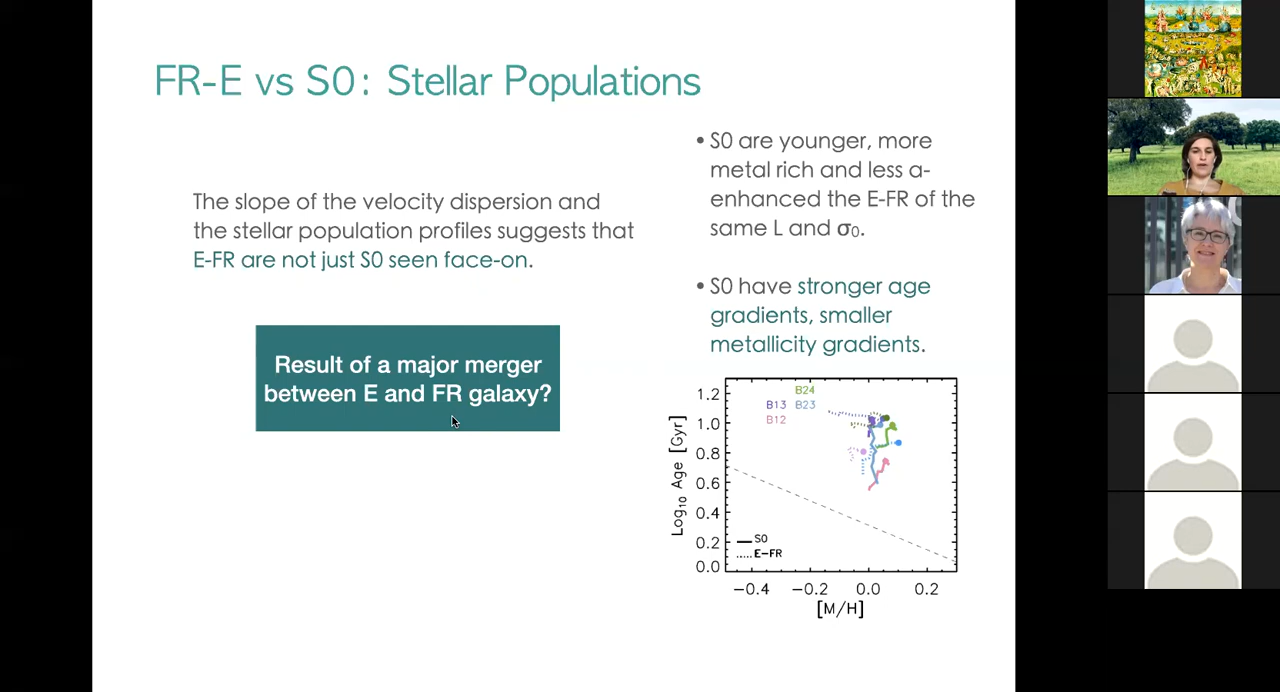 FR-E vs S0: Stellar Populations
The slope of the velocity dispersion and
the stellar population profiles suggests that
E-FR are not just S0 seen face-on.
Result of a major merger
between E and FR galaxy?
• S0 are younger, more
metal rich and less a-
enhanced the E-FR of the
same L and σ₀.
• S0 have stronger age
gradients, smaller
metallicity gradients.
B24
B13 B23
B12
Log₁₀ Age [Gyr]
1.2
1.0
0.8
0.6
0.4
0.2
0.0
S0
E-FR
−0.4 −0.2 0.0 0.2
[M/H]